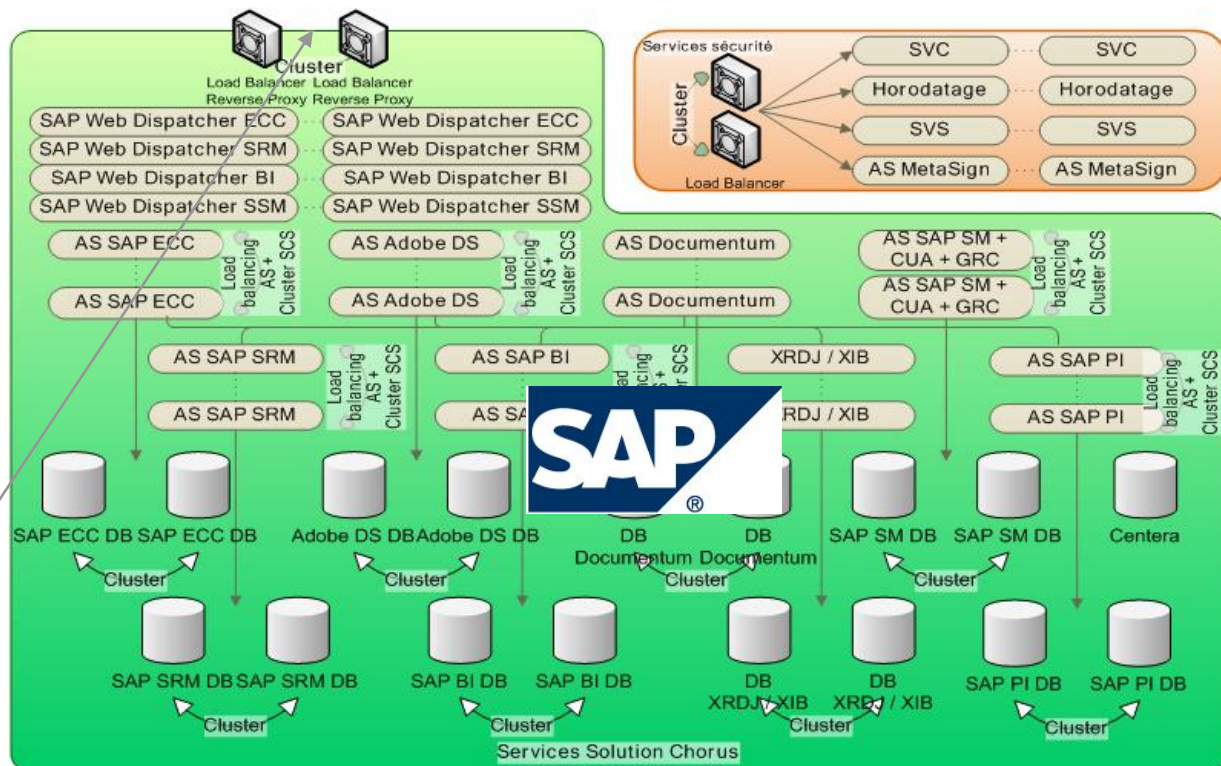 Cluster
Load Balancer Load Balancer
Reverse Proxy Reverse Proxy
SAP Web Dispatcher ECC SAP Web Dispatcher ECC
SAP Web Dispatcher SRM SAP Web Dispatcher SRM
SAP Web Dispatcher BI SAP Web Dispatcher BI
SAP Web Dispatcher SSM SAP Web Dispatcher SSM
Services sécurité
Cluster
Load Balancer
SVC SVC
Horodatage Horodatage
SVS SVS
AS MetaSign AS MetaSign
AS SAP ECC
AS SAP ECC
Load
balancing
AS +
Cluster SCS
AS Adobe DS
AS Adobe DS
Load
balancing
AS +
Cluster SCS
AS Documentum
AS Documentum
AS SAP SM +
CUA + GRC
AS SAP SM +
CUA + GRC
Load
balancing
AS +
Cluster SCS
AS SAP SRM
AS SAP SRM
Load
balancing
AS +
Cluster SCS
AS SAP BI
Load
balancing
Cluster SCS
XRDJ / XIB
XRDJ / XIB
AS SAP PI
AS SAP PI
Load
balancing
AS +
Cluster SCS
SAP ®
SAP ECC DB SAP ECC DB
Cluster
Adobe DS DB Adobe DS DB
Cluster
DB DB
Documentum Documentum
Cluster
SAP SM DB SAP SM DB
Cluster
Centera
SAP SRM DB SAP SRM DB
Cluster
SAP BI DB SAP BI DB
Cluster
DB DB
XRDJ / XIB XRDJ / XIB
Cluster
SAP PI DB SAP PI DB
Cluster
Services Solution Chorus